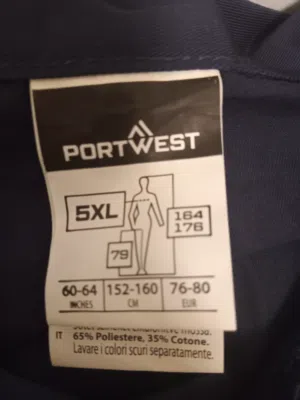 PORTWEST
5XL
164
176
79
60-64 152-160 76-80
INCHES CM EUR
IT 65% Poliestere, 35% Cotone.
Lavare i colori scuri separatamente.